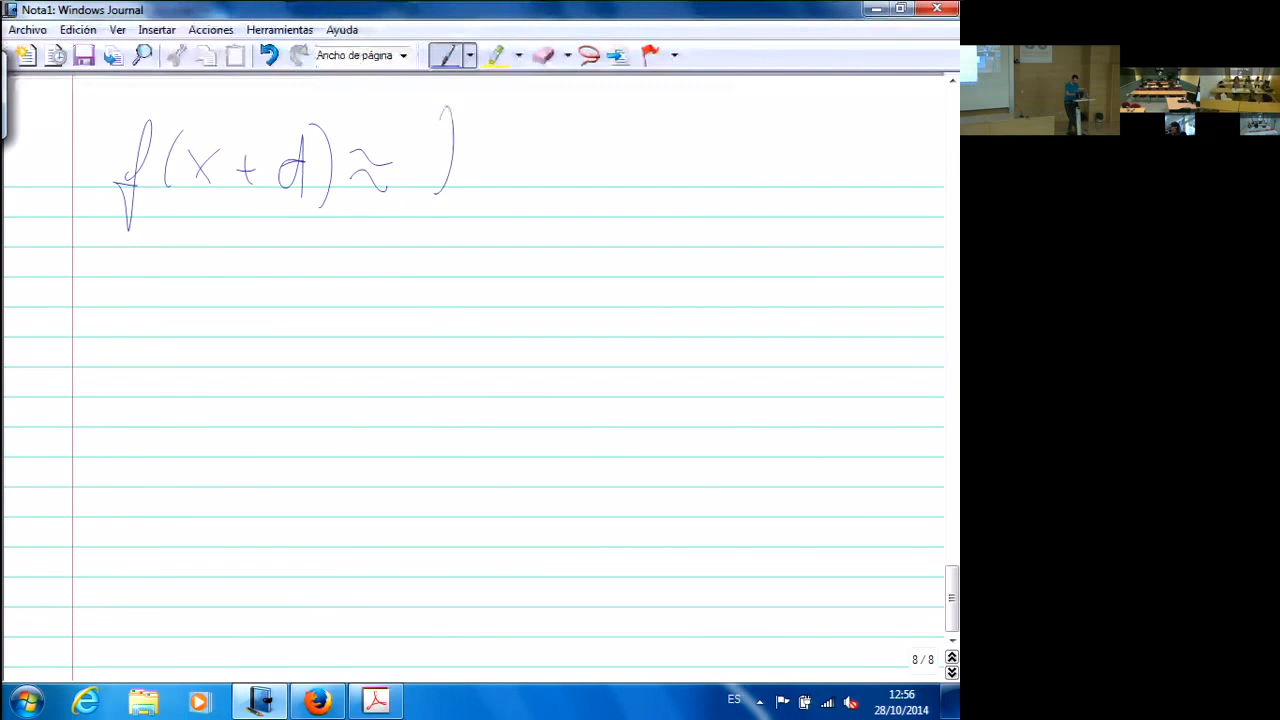 Nota1: Windows Journal
Archivo Edición Ver Insertar Acciones Herramientas Ayuda
Ancho de página
f(x + d) ≈ )
8 / 8
ES
12:56
28/10/2014